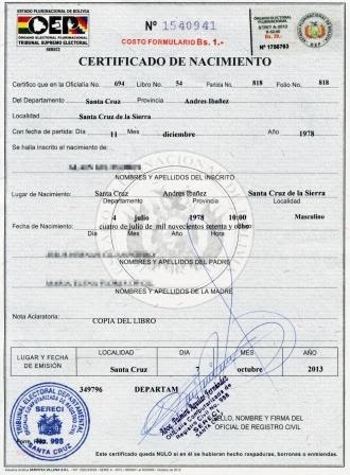 ESTADO PLURINACIONAL DE BOLIVIA
OEP
ÓRGANO ELECTORAL PLURINACIONAL
TRIBUNAL SUPREMO ELECTORAL
SERECI
Nº 1540941
COSTO FORMULARIO Bs. 1.-
ÓRGANO ELECTORAL
PLURINACIONAL
Nº 1786763
CERTIFICADO DE NACIMIENTO
Certifico que en la Oficialía No. 694 Libro No. 54 Partida No. 818 Folio No. 818
Del Departamento Santa Cruz Provincia Andres Ibañez
Localidad Santa Cruz de la Sierra
Con fecha de partida: Día 11 Mes diciembre Año 1978
Se halla inscrito el nacimiento de:
NOMBRES Y APELLIDOS DEL INSCRITO
Lugar de Nacimiento: Santa Cruz Andres Ibañez Santa Cruz de la Sierra
Departamento Provincia Localidad
4 julio 1978 10:00 Masculino
Fecha de Nacimiento: cuatro de julio de mil novecientos setenta y ocho
Día Mes Año Hora
NOMBRES Y APELLIDOS DEL PADRE
NOMBRES Y APELLIDOS DE LA MADRE
Nota Aclaratoria: COPIA DEL LIBRO
LUGAR Y FECHA DE EMISIÓN
LOCALIDAD DIA MES AÑO
Santa Cruz 7 octubre 2013
349796 DEPARTAM
TRIBUNAL ELECTORAL DEPARTAMENTAL
SERECI
Form No. 998
SANTA CRUZ
SELLO, NOMBRE Y FIRMA DEL
OFICIAL DE REGISTRO CIVIL
Este certificado queda NULO si en él se hubieran hecho raspaduras, borrones o enmiendas.